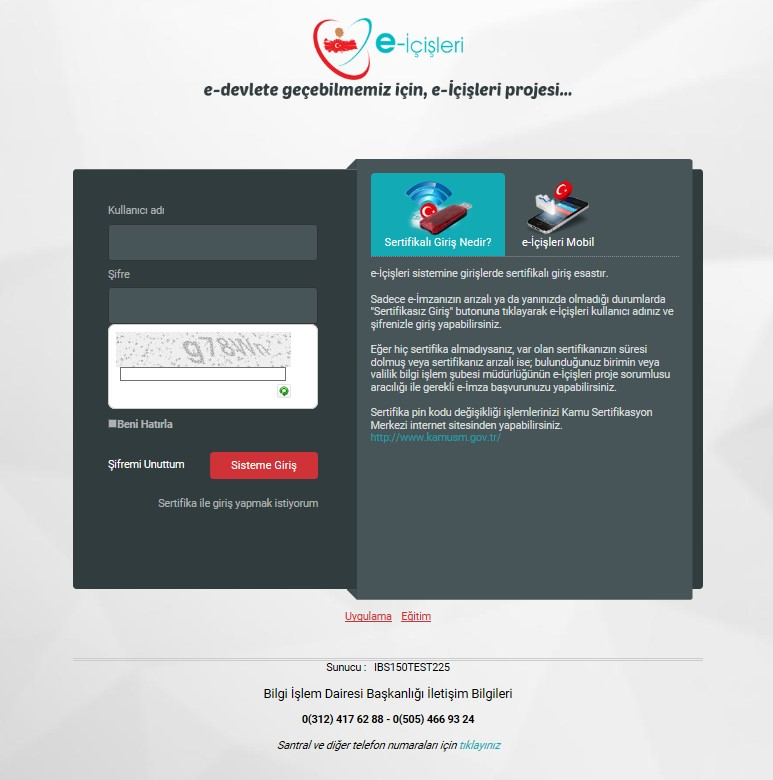 e-içişleri
e-devlete geçebilmemiz için, e-İçişleri projesi...
Kullanıcı adı
Şifre
978Wn
Beni Hatırla
Şifremi Unuttum
Sisteme Giriş
Sertifika ile giriş yapmak istiyorum
Sertifikalı Giriş Nedir?
e-İçişleri Mobil
e-İçişleri sistemine girişlerde sertifikalı giriş esastır.
Sadece e-İmzanızın arızalı ya da yanınızda olmadığı durumlarda
"Sertifikasız Giriş" butonuna tıklayarak e-İçişleri kullanıcı adınız ve
şifrenizle giriş yapabilirsiniz.
Eğer hiç sertifika almadıysanız, var olan sertifikanızın süresi
dolmuş veya sertifikanız arızalı ise; bulunduğunuz birimin veya
valilik bilgi işlem şubesi müdürlüğünün e-İçişleri proje sorumlusu
aracılığı ile gerekli e-İmza başvurunuzu yapabilirsiniz.
Sertifika pin kodu değişikliği işlemlerinizi Kamu Sertifikasyon
Merkezi internet sitesinden yapabilirsiniz.
http://www.kamusm.gov.tr/
Uygulama Eğitim
Sunucu : IBS150TEST225
Bilgi İşlem Dairesi Başkanlığı İletişim Bilgileri
0(312) 417 62 88 - 0(505) 466 93 24
Santral ve diğer telefon numaraları için tıklayınız